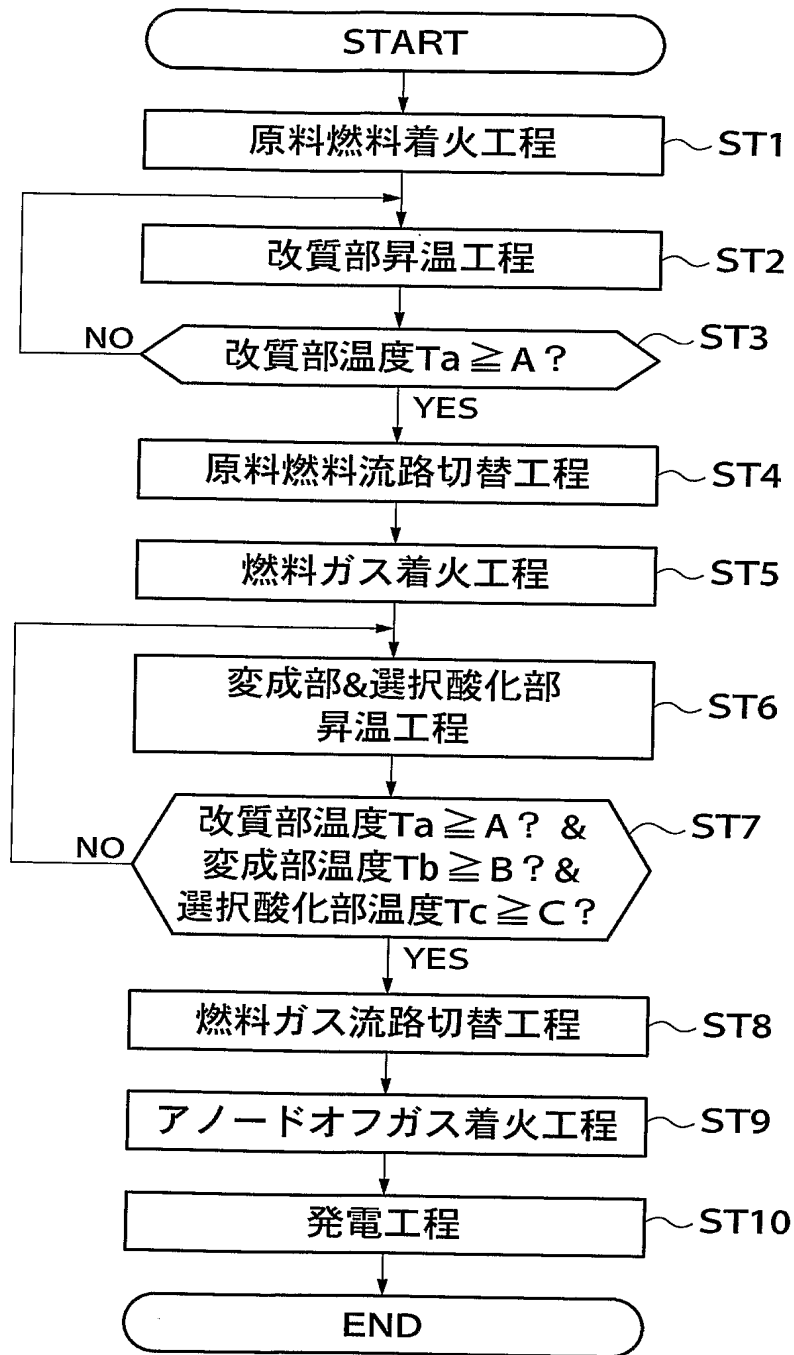 START
原料燃料着火工程
ST1
改質部昇温工程
ST2
NO
改質部温度Ta≧A?
ST3
YES
原料燃料流路切替工程
ST4
燃料ガス着火工程
ST5
変成部&選択酸化部
昇温工程
ST6
NO
改質部温度Ta≧A? &
変成部温度Tb≧B?&
選択酸化部温度Tc≧C?
ST7
YES
燃料ガス流路切替工程
ST8
アノードオフガス着火工程
ST9
発電工程
ST10
END